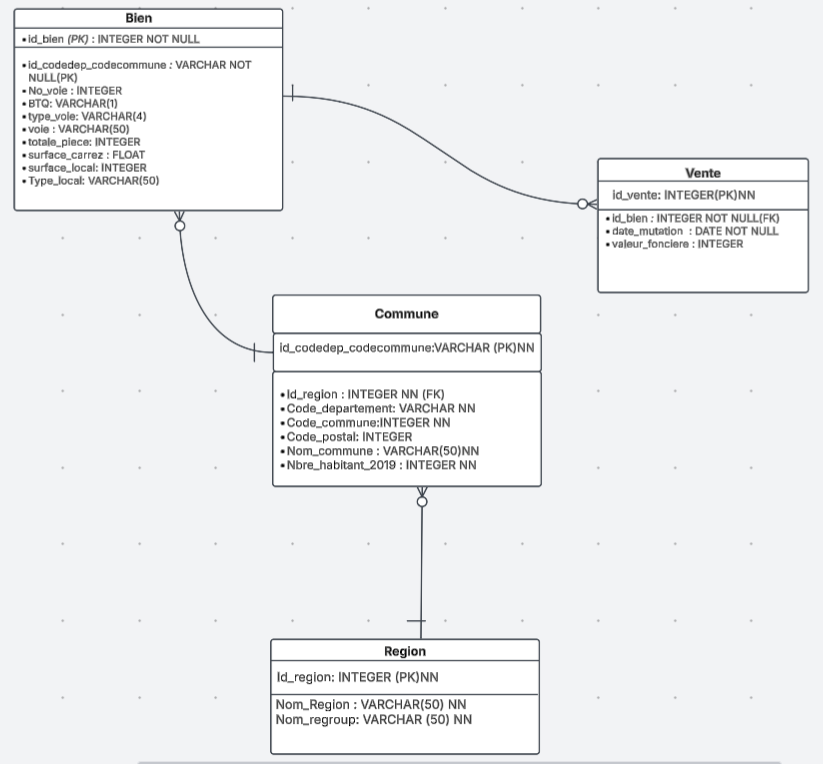 Bien
•id_bien (PK) : INTEGER NOT NULL
•id_codedep_codecommune : VARCHAR NOT
NULL(PK)
•No_voie : INTEGER
•BTQ: VARCHAR(1)
•type_voie: VARCHAR(4)
•voie : VARCHAR(50)
•totale_piece: INTEGER
•surface_carrez : FLOAT
•surface_local: INTEGER
•Type_local: VARCHAR(50)
Vente
id_vente: INTEGER(PK)NN
•id_bien : INTEGER NOT NULL(FK)
•date_mutation : DATE NOT NULL
•valeur_fonciere : INTEGER
Commune
id_codedep_codecommune:VARCHAR (PK)NN
•Id_region : INTEGER NN (FK)
•Code_departement: VARCHAR NN
•Code_commune:INTEGER NN
•Code_postal: INTEGER
•Nom_commune : VARCHAR(50)NN
•Nbre_habitant_2019 : INTEGER NN
Region
Id_region: INTEGER (PK)NN
Nom_Region : VARCHAR(50) NN
Nom_regroup: VARCHAR (50) NN